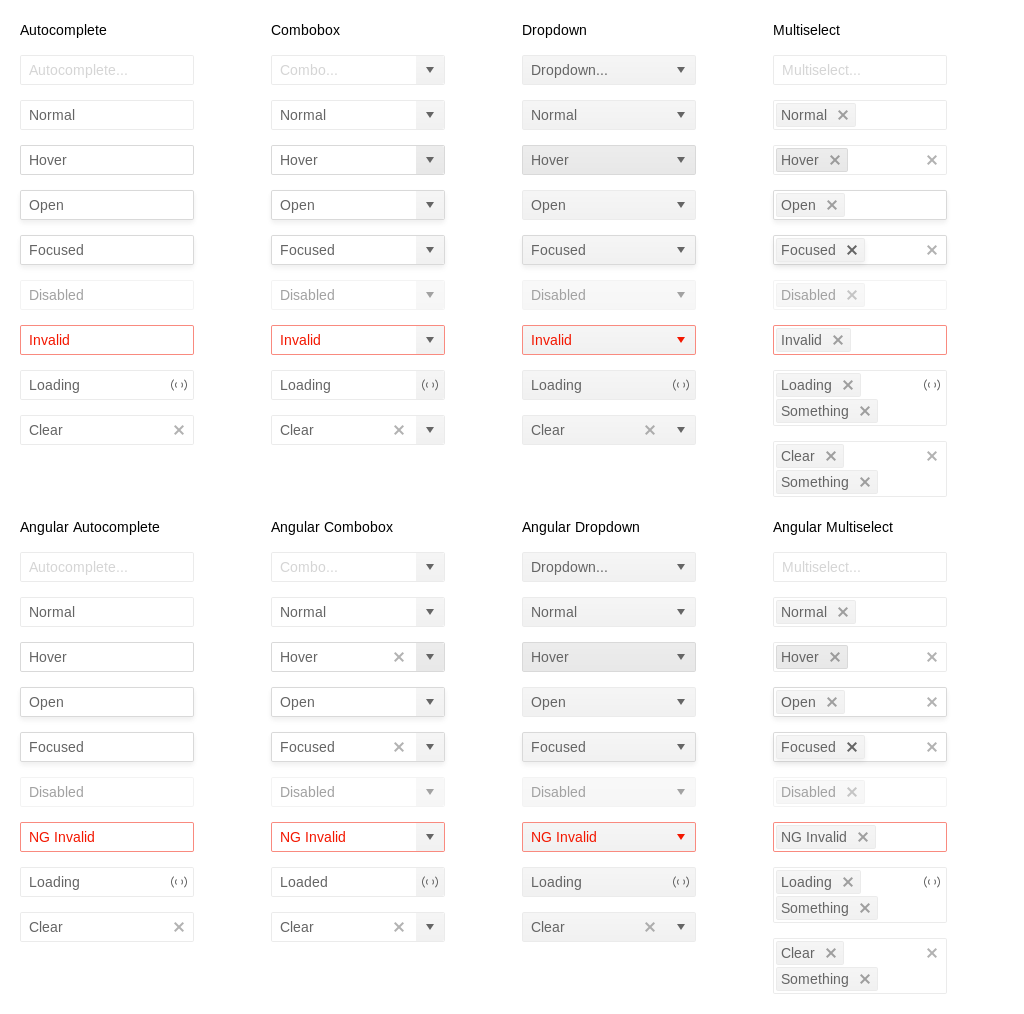 Autocomplete
Combobox
Dropdown
Multiselect
Autocomplete...
Combo...
Dropdown...
Multiselect...
Normal
Normal
Normal
Normal
Hover
Hover
Hover
Hover
Open
Open
Open
Open
Focused
Focused
Focused
Focused
Disabled
Disabled
Disabled
Disabled
Invalid
Invalid
Invalid
Invalid
Loading
Loading
Loading
Loading
Something
Clear
Clear
Clear
Clear
Something
Angular Autocomplete
Angular Combobox
Angular Dropdown
Angular Multiselect
Autocomplete...
Combo...
Dropdown...
Multiselect...
Normal
Normal
Normal
Normal
Hover
Hover
Hover
Hover
Open
Open
Open
Open
Focused
Focused
Focused
Focused
Disabled
Disabled
Disabled
Disabled
NG Invalid
NG Invalid
NG Invalid
NG Invalid
Loading
Loaded
Loading
Loading
Something
Clear
Clear
Clear
Clear
Something